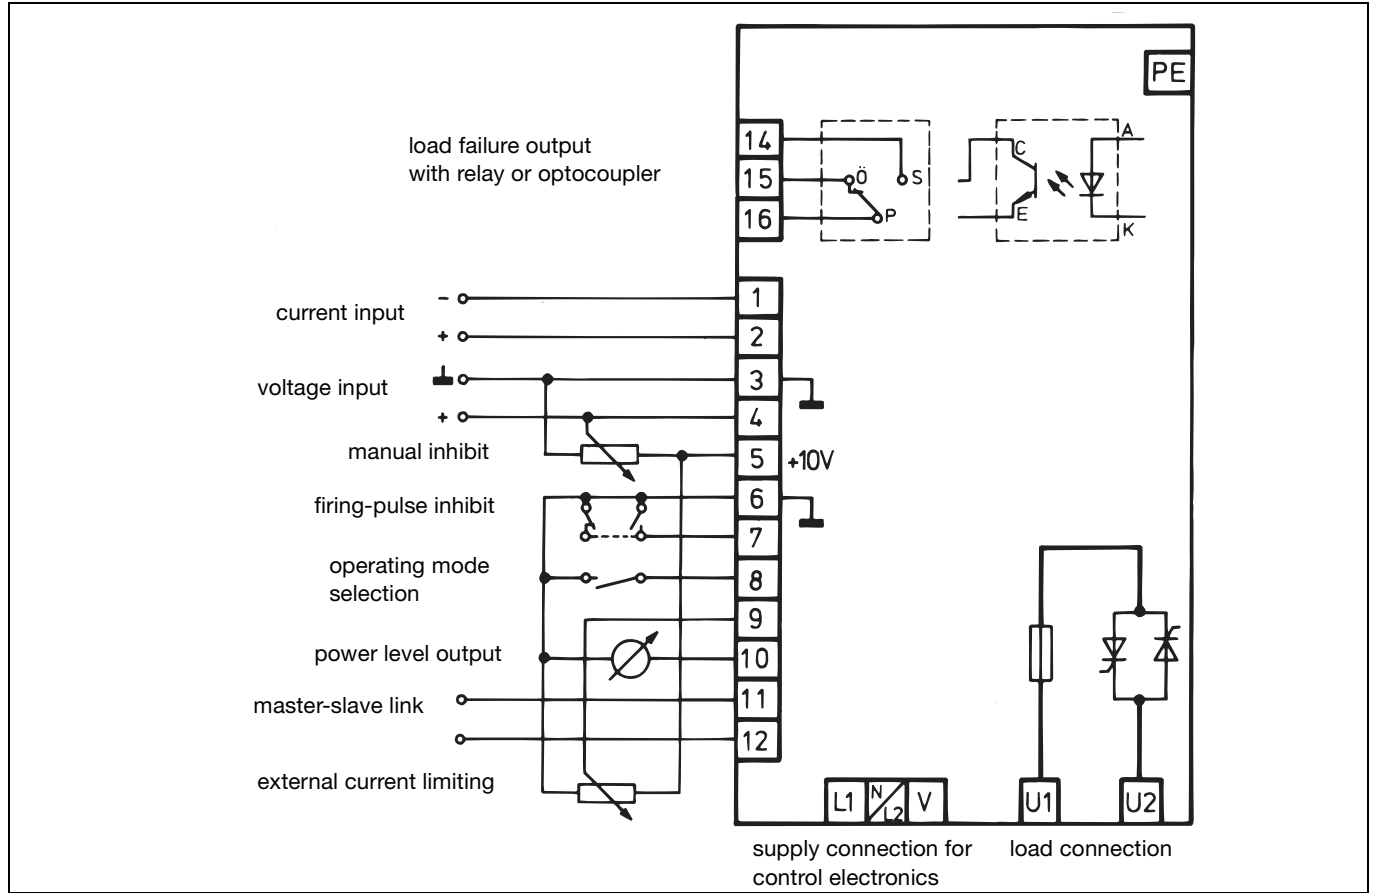 PE
load failure output
with relay or optocoupler
14
15
16
Ö
S
P
C
E
A
K
current input
-
+
1
2
voltage input
+
3
4
manual inhibit
5
+10V
firing-pulse inhibit
6
7
operating mode
selection
8
9
power level output
10
master-slave link
11
12
external current limiting
L1
N
L2
V
U1
U2
supply connection for
control electronics
load connection